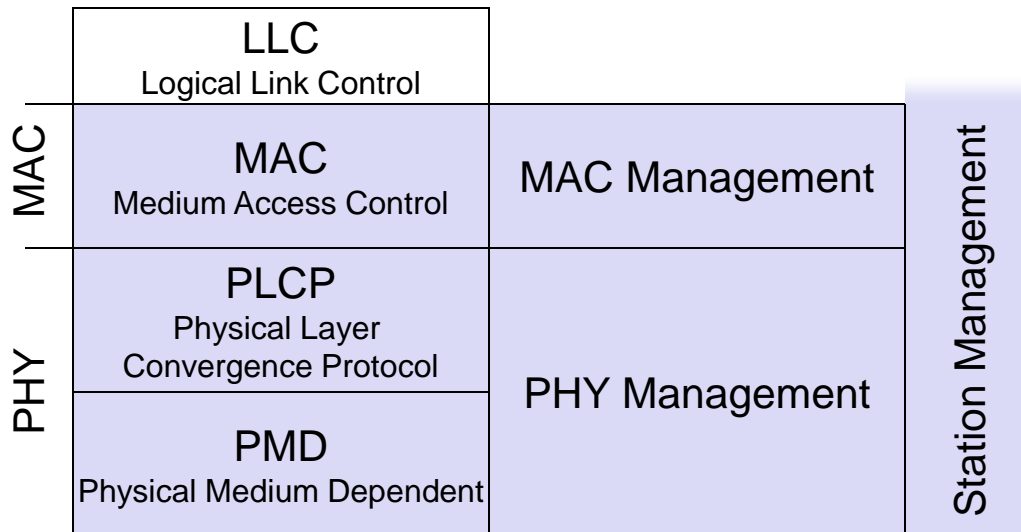 LLC
Logical Link Control
MAC
MAC
Medium Access Control
MAC Management
PHY
PLCP
Physical Layer
Convergence Protocol
PMD
Physical Medium Dependent
PHY Management
Station Management